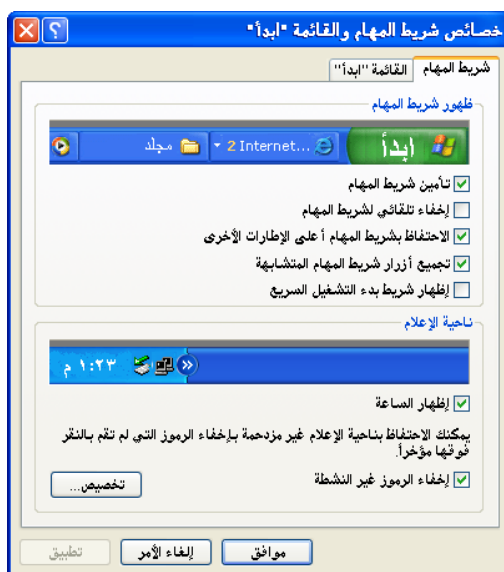 خصائص شريط المهام والقائمة "ابدأ"
شريط المهام
القائمة "ابدأ"
ظهور شريط المهام
ابدأ
2 Internet...
مجلد
تأمين شريط المهام
إخفاء تلقائي لشريط المهام
الاحتفاظ بشريط المهام أعلى الإطارات الأخرى
تجميع أزرار شريط المهام المتشابهة
إظهار شريط بدء التشغيل السريع
ناحية الإعلام
١:٢٣ م
إظهار الساعة
يمكنك الاحتفاظ بناحية الإعلام غير مزدحمة بإخفاء الرموز التي لم تقم بالنقر
فوقها مؤخراً.
إخفاء الرموز غير النشطة
تخصيص...
موافق
إلغاء الأمر
تطبيق